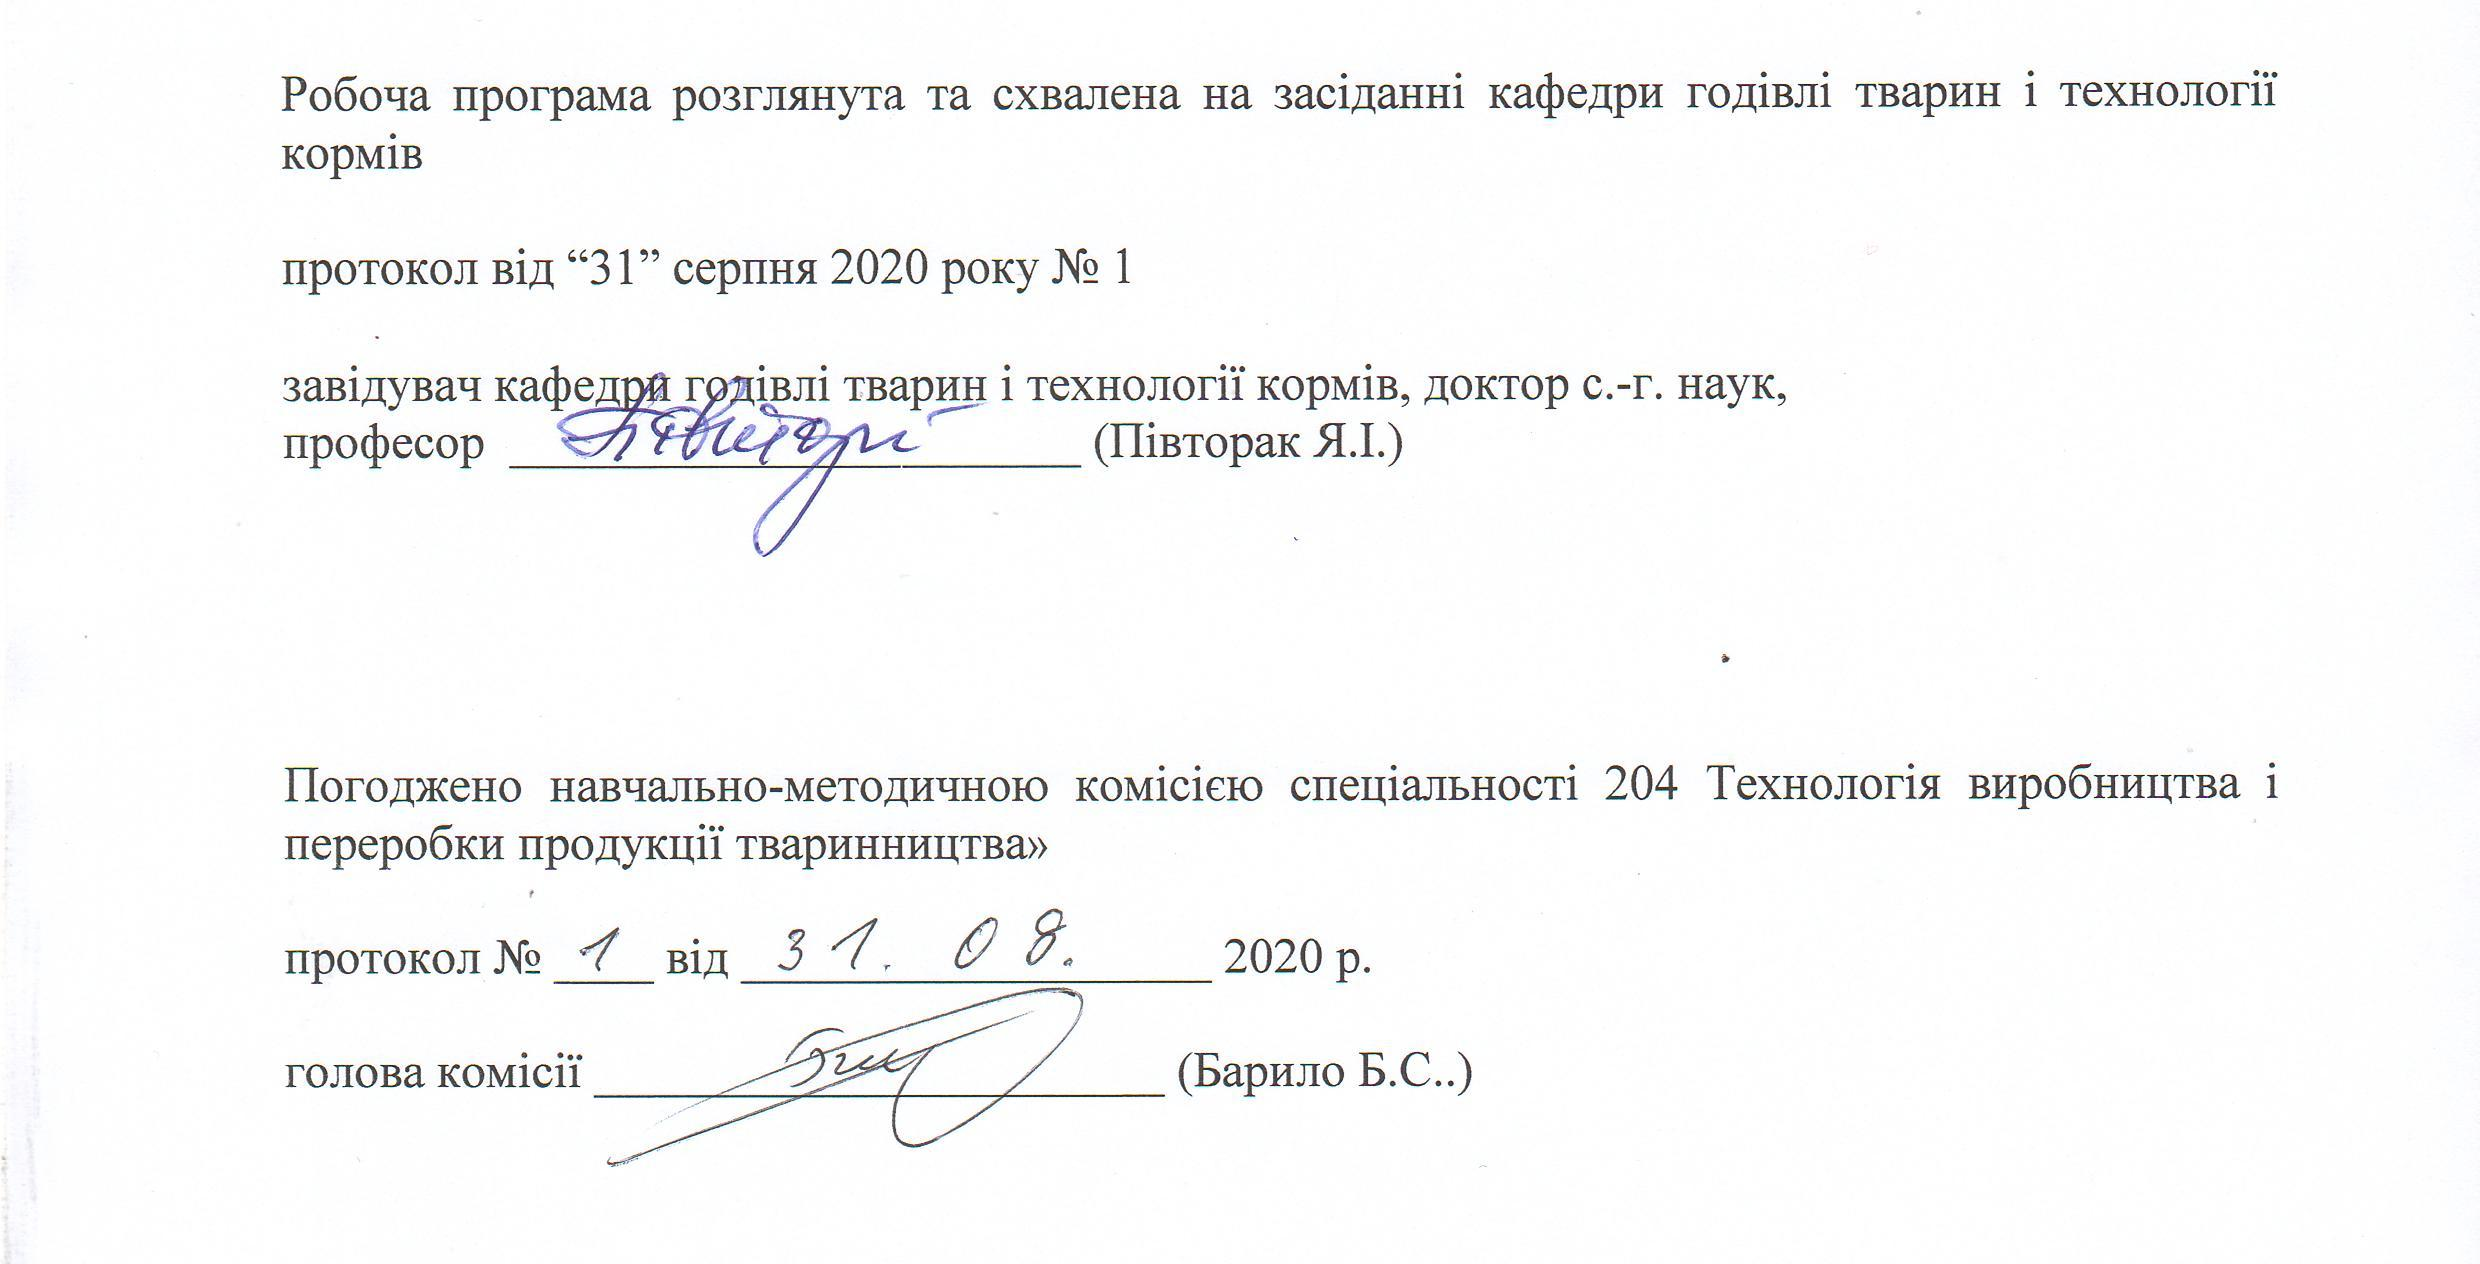 Робоча програма розглянута та схвалена на засіданні кафедри годівлі тварин і технології
кормів
протокол від “31” серпня 2020 року № 1
завідувач кафедри годівлі тварин і технології кормів, доктор с.-г. наук,
професор ______________________ (Півторак Я.І.)
Погоджено навчально-методичною комісією спеціальності 204 Технологія виробництва і
переробки продукції тваринництва»
протокол № 1 від 31. 08. 2020 р.
голова комісії ______________________ (Барило Б.С..)